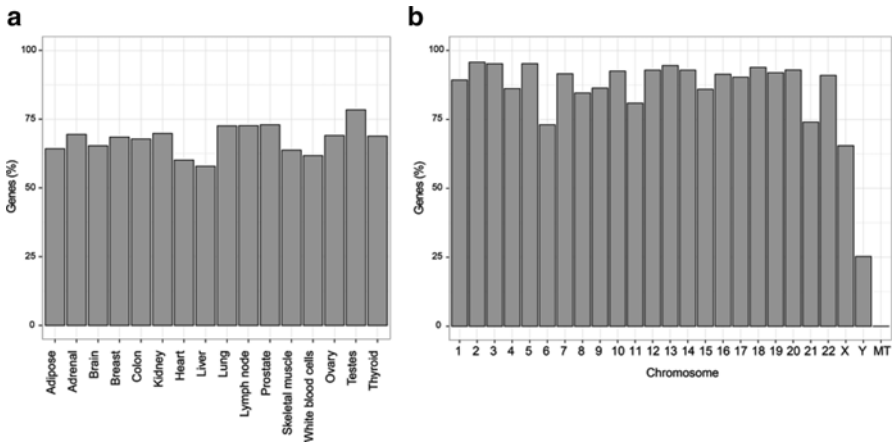 a
100
75
50
25
0
Genes (%)
Adipose
Adrenal
Brain
Breast
Colon
Kidney
Heart
Liver
Lung
Lymph node
Prostate
Skeletal muscle
White blood cells
Ovary
Testes
Thyroid
b
100
75
50
25
0
Genes (%)
1 2 3 4 5 6 7 8 9 10 11 12 13 14 15 16 17 18 19 20 21 22 X Y MT
Chromosome